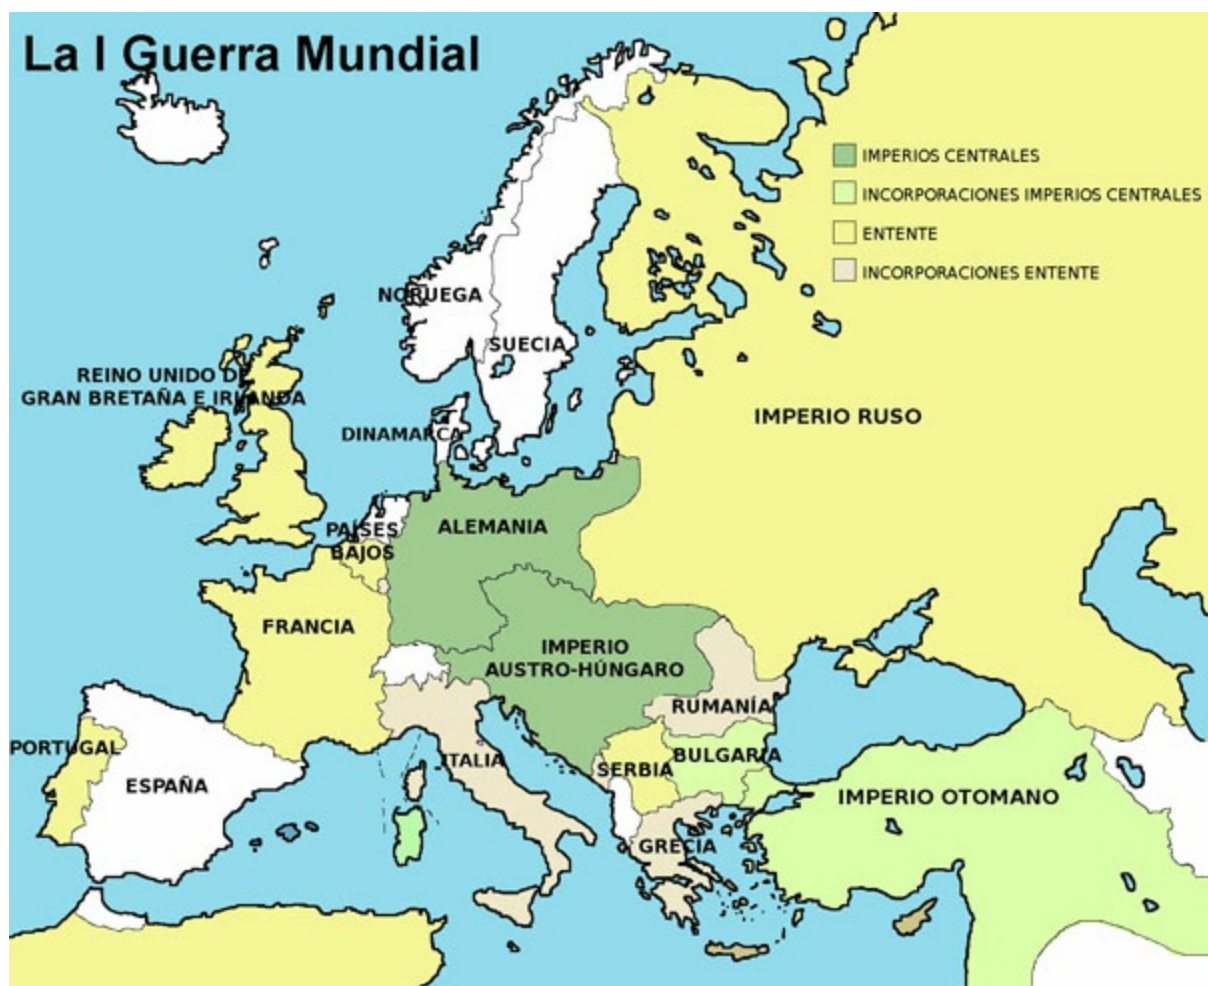 La I Guerra Mundial
IMPERIOS CENTRALES
INCORPORACIONES IMPERIOS CENTRALES
ENTENTE
INCORPORACIONES ENTENTE
NORUEGA
SUECIA
REINO UNIDO DE
GRAN BRETAÑA E IRLANDA
IMPERIO RUSO
DINAMARCA
ALEMANIA
PAÍSES
BAJOS
FRANCIA
IMPERIO
AUSTRO-HÚNGARO
RUMANÍA
PORTUGAL
ESPAÑA
ITALIA
SERBIA
BULGARIA
IMPERIO OTOMANO
GRECIA